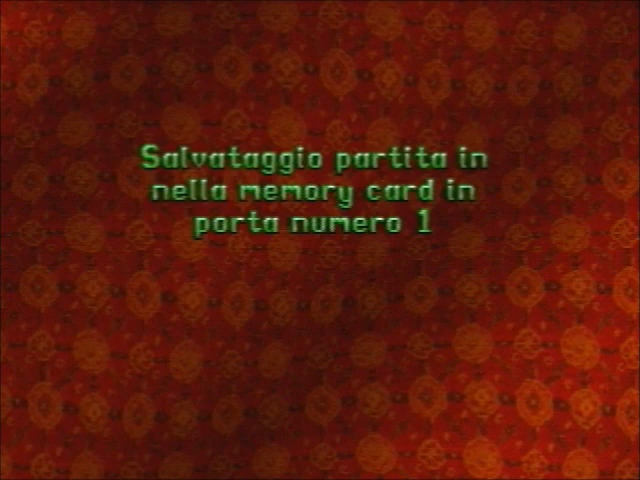 Salvataggio partita in
nella memory card in
porta numero 1